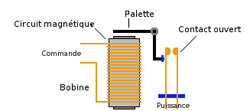 Palette
Circuit magnétique
Contact ouvert
Commande
Bobine
Puissance